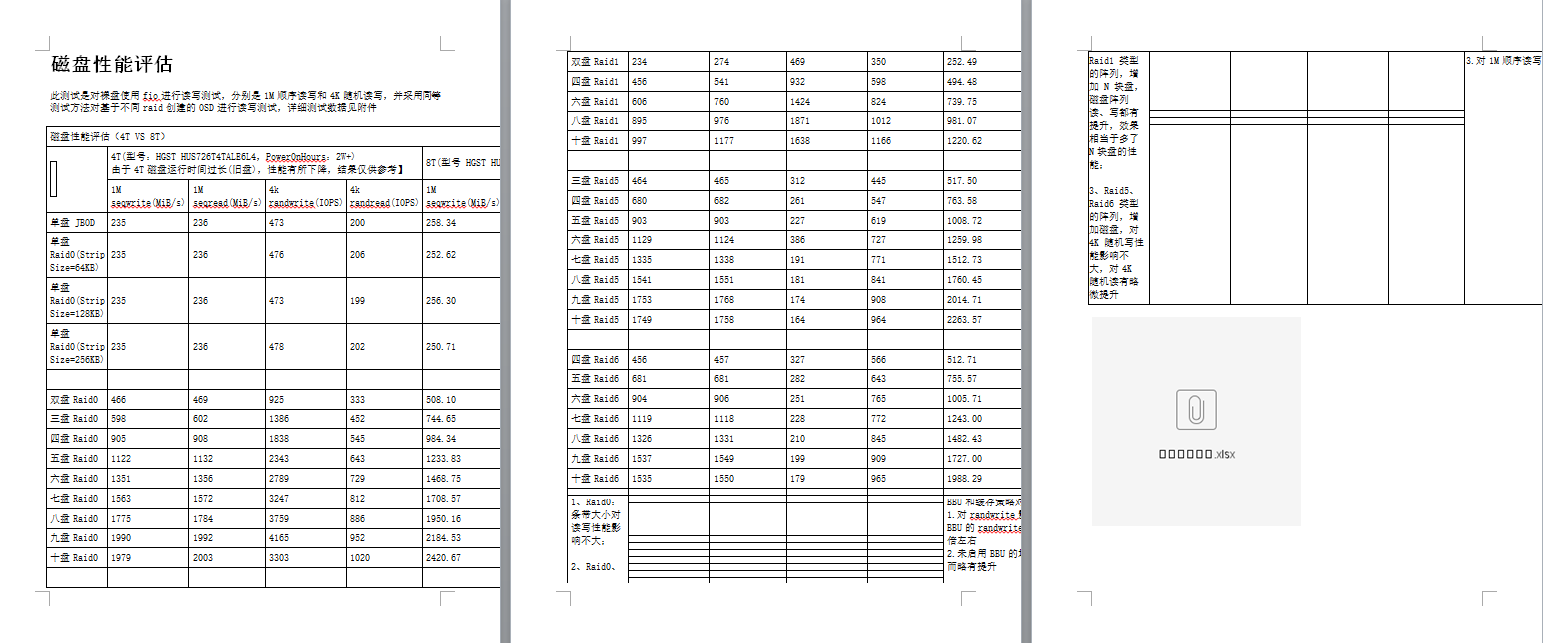 磁盘性能评估
此测试是对裸盘使用 fio 进行读写测试，分别是 1M 顺序读写和 4K 随机读写，并采用同等
测试方法对基于不同 raid 创建的 OSD 进行读写测试，详细测试数据见附件
磁盘性能评估（4T VS 8T）
4T(型号：HGST HUS726T4TALE6L4, PowerOnHours：2W+)
由于 4T 磁盘运行时间过长(旧盘)，性能有所下降，结果仅供参考】
8T(型号 HGST HU
1M seqwrite(MiB/s) 1M seqread(MiB/s) 4k randwrite(IOPS) 4k randread(IOPS) 1M seqwrite(MiB/s)
单盘 JBOD 235 236 473 200 258.34
单盘 Raid0(Strip Size=64KB) 235 236 476 206 252.62
单盘 Raid0(Strip Size=128KB) 235 236 473 199 256.30
单盘 Raid0(Strip Size=256KB) 235 236 478 202 250.71
双盘 Raid0 466 469 925 333 508.10
三盘 Raid0 598 602 1386 452 744.65
四盘 Raid0 905 908 1838 545 984.34
五盘 Raid0 1122 1132 2343 643 1233.83
六盘 Raid0 1351 1356 2789 729 1468.75
七盘 Raid0 1563 1572 3247 812 1708.57
八盘 Raid0 1775 1784 3759 886 1950.16
九盘 Raid0 1990 1992 4165 952 2184.53
十盘 Raid0 1979 2003 3303 1020 2420.67
双盘 Raid1 234 274 469 350 252.49
四盘 Raid1 456 541 932 598 494.48
六盘 Raid1 606 760 1424 824 739.75
八盘 Raid1 895 976 1871 1012 981.07
十盘 Raid1 997 1177 1638 1166 1220.62
三盘 Raid5 464 465 312 445 517.50
四盘 Raid5 680 682 261 547 763.58
五盘 Raid5 903 903 227 619 1008.72
六盘 Raid5 1129 1124 386 727 1259.98
七盘 Raid5 1335 1338 191 771 1512.73
八盘 Raid5 1541 1551 181 841 1760.45
九盘 Raid5 1753 1768 174 908 2014.71
十盘 Raid5 1749 1758 164 964 2263.57
四盘 Raid6 456 457 327 566 512.71
五盘 Raid6 681 681 282 643 755.57
六盘 Raid6 904 906 251 765 1005.71
七盘 Raid6 1119 1118 228 772 1243.00
八盘 Raid6 1326 1331 210 845 1482.43
九盘 Raid6 1537 1549 199 909 1727.00
十盘 Raid6 1535 1550 179 965 1988.29
1、Raid0：
条带大小对
读写性能影
响不大；
2、Raid0、
BBU 和缓存策略对
1.对 randwrite
BBU 的 randwrite
倍左右
2.未启用 BBU 的
而略有提升
Raid1 类型
的阵列，增
加 N 块盘，
磁盘阵列
读、写都有
提升，效果
相当于多了
N 块盘的性
能；
3、Raid5、
Raid6 类型
的阵列，增
加磁盘，对
4K 随机写性
能影响不
大，对 4K
随机读有略
微提升
3.对 1M 顺序读写
.xlsx